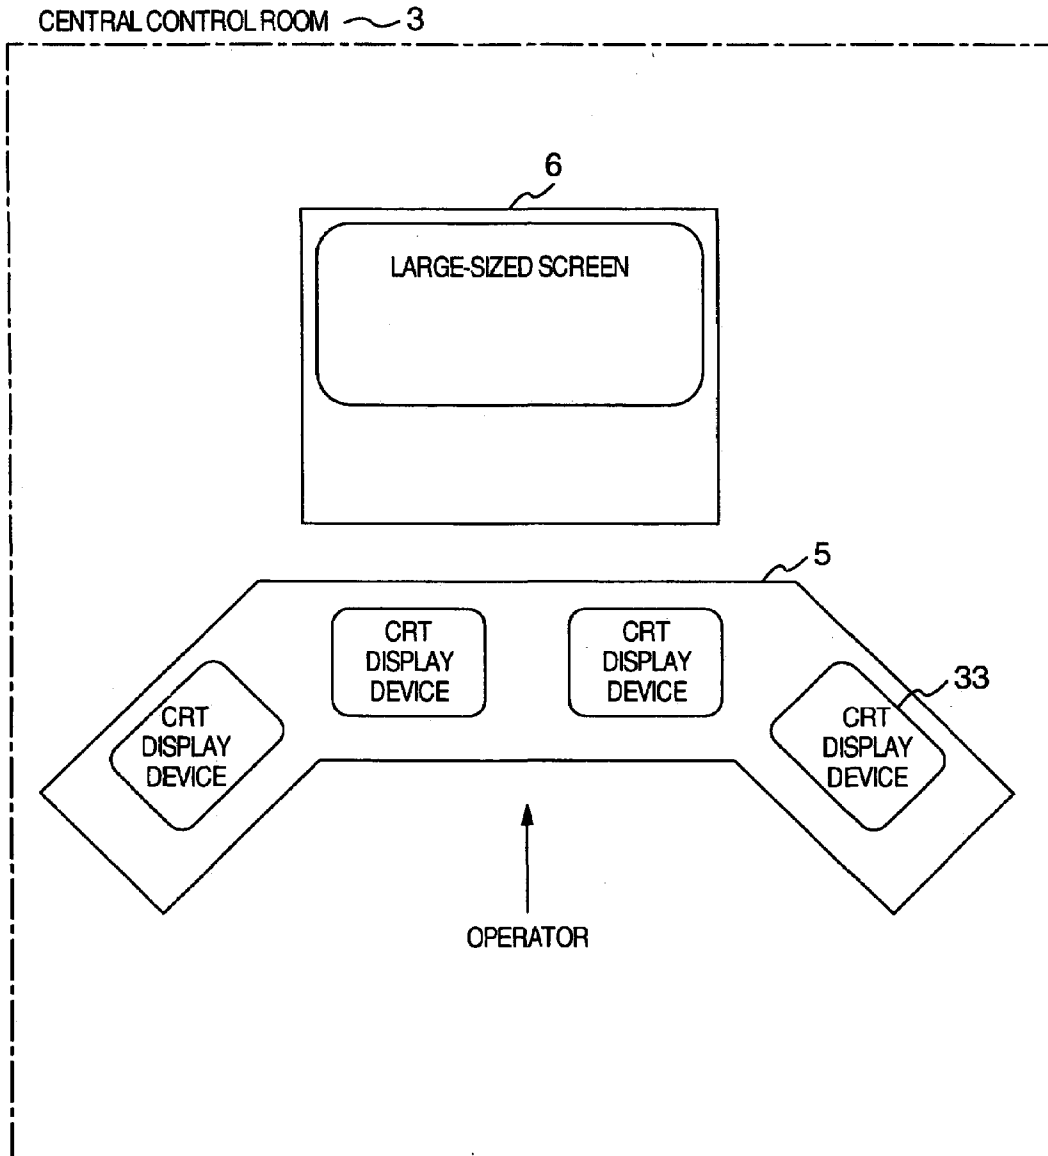 CENTRAL CONTROL ROOM 3
6
LARGE-SIZED SCREEN
5
CRT
DISPLAY
DEVICE
CRT
DISPLAY
DEVICE
CRT
DISPLAY
DEVICE
33
CRT
DISPLAY
DEVICE
OPERATOR